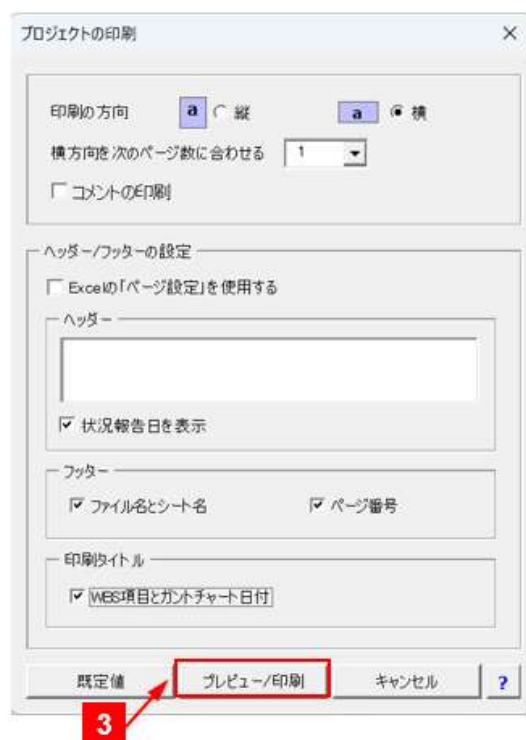 プロジェクトの印刷
印刷の方向 a 縦 a 横
横方向を次のページ数に合わせる 1
コメントの印刷
ヘッダー/フッターの設定
Excelの「ページ設定」を使用する
ヘッダー
状況報告日を表示
フッター
ファイル名とシート名 ページ番号
印刷タイトル
WBS項目とガントチャート日付
既定値 プレビュー/印刷 キャンセル ?
3